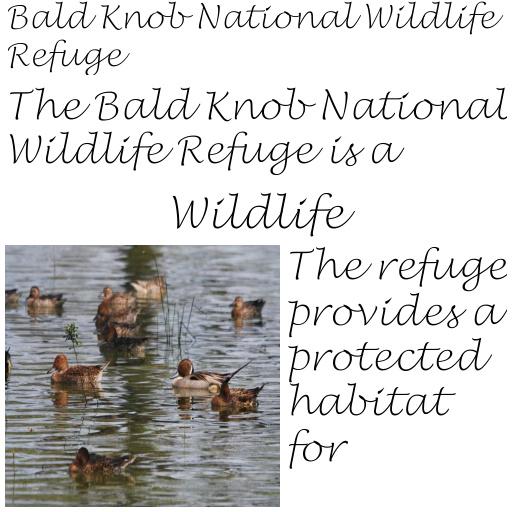 Bald Knob National Wildlife
Refuge
The Bald Knob National
Wildlife Refuge is a
Wildlife
The refuge
provides a
protected
habitat
for